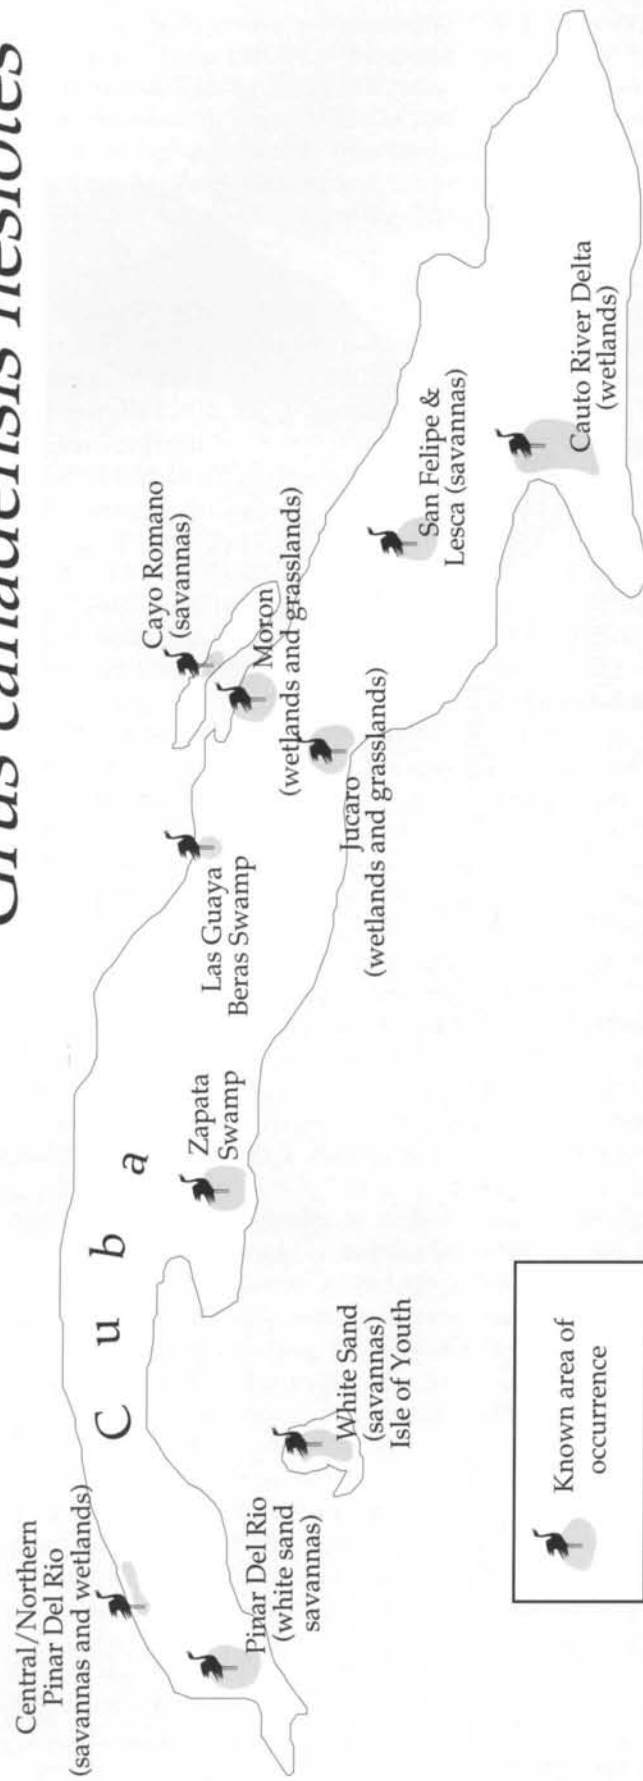 Grus canadensis nesiotes
Central/Northern
Pinar Del Rio
(savannas and wetlands)
Pinar Del Rio
(white sand
savannas)
C u b a
White Sand
(savannas)
Isle of Youth
Zapata
Swamp
Las Guaya
Beras Swamp
Cayo Romano
(savannas)
Moron
(wetlands and grasslands)
Jucaro
(wetlands and grasslands)
San Felipe &
Lesca (savannas)
Cauto River Delta
(wetlands)
Known area of
occurrence